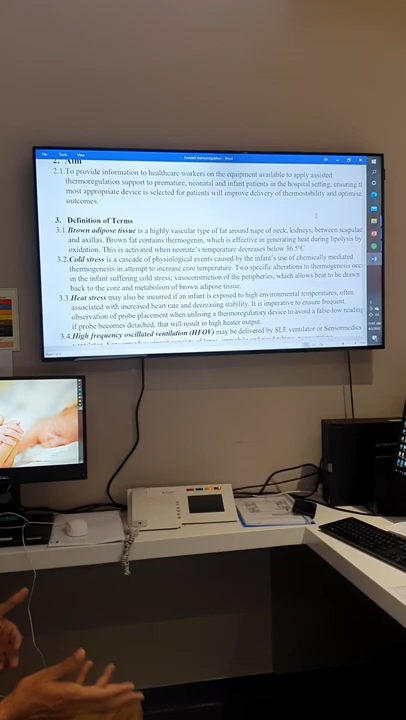 File Tools View Assisted thermoregulation - Word
2. Aim
2.1.To provide information to healthcare workers on the equipment available to apply assisted
thermoregulation support to premature, neonatal and infant patients in the hospital setting, ensuring
most appropriate device is selected for patients will improve delivery of thermostability and optimise
outcomes.
3. Definition of Terms
3.1.Brown adipose tissue is a highly vascular type of fat around nape of neck, kidneys, between scapulae
and axillas. Brown fat contains thermogenin, which is effective in generating heat during lipolysis by
oxidation. This is activated when neonate's temperature decreases below 36.5°C
3.2.Cold stress is a cascade of physiological events caused by the infant's use of chemically mediated
thermogenesis in attempt to increase core temperature. Two specific alterations to thermogenesis
in the infant suffering cold stress; vasoconstriction of the peripheries, which allows heat to be drawn
back to the core and metabolism of brown adipose tissue.
3.3.Heat stress may also be incurred if an infant is exposed to high environmental temperatures, often
associated with increased heart rate and decreasing stability. It is imperative to ensure frequent
observation of probe placement when utilising a thermoregulatory device to avoid a false-low reading
if probe becomes detached, that will result in high heater output.
3.4.High frequency oscillated ventilation (HFOV) may be delivered by SLE ventilator or Sensormedics